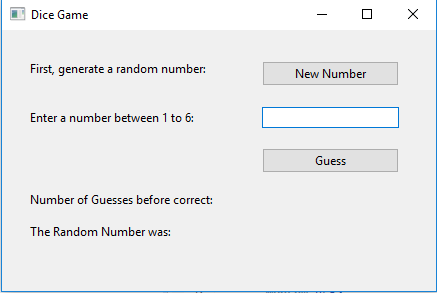 Dice Game
First, generate a random number:
New Number
Enter a number between 1 to 6:
Guess
Number of Guesses before correct:
The Random Number was: